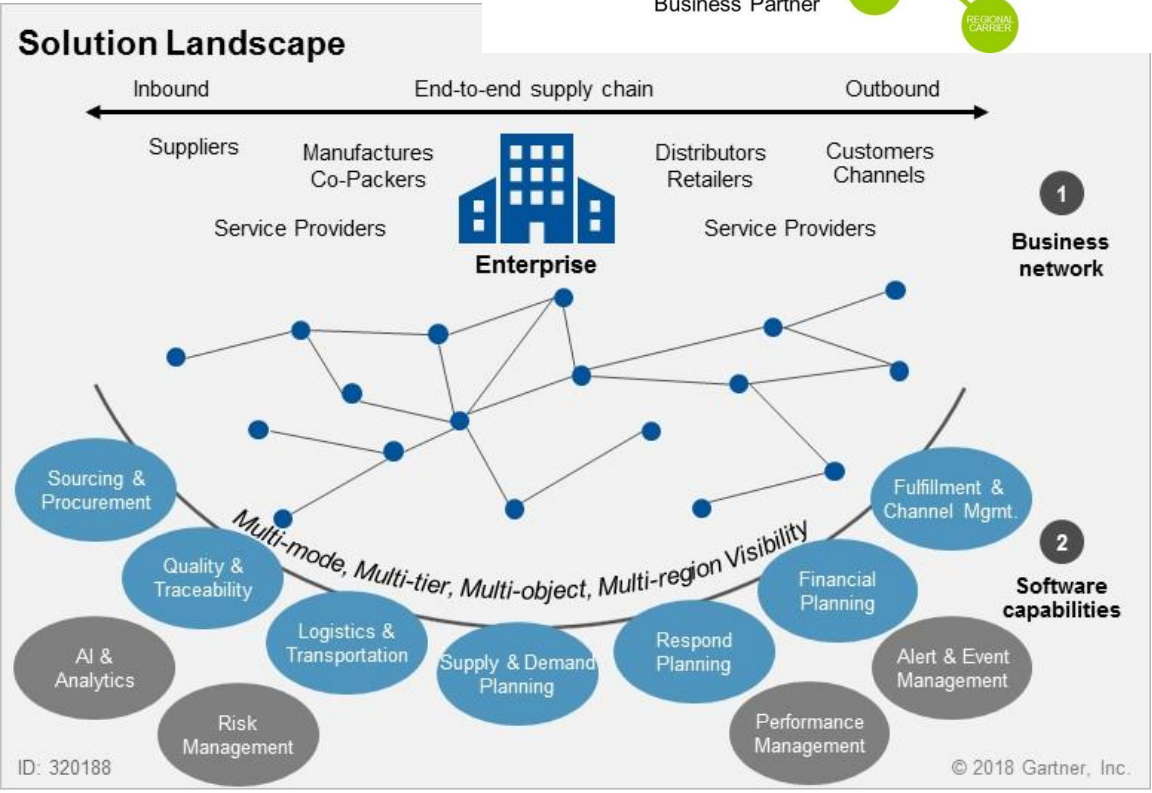 Business Partner
REGIONAL
CARRIER
Solution Landscape
Inbound
End-to-end supply chain
Outbound
Suppliers
Manufactures
Co-Packers
Distributors
Retailers
Customers
Channels
Service Providers
Service Providers
1
Business
network
Enterprise
Multi-mode, Multi-tier, Multi-object, Multi-region Visibility
Sourcing &
Procurement
Quality &
Traceability
Logistics &
Transportation
Supply & Demand
Planning
Respond
Planning
Financial
Planning
Fulfillment &
Channel Mgmt.
2
Software
capabilities
AI &
Analytics
Risk
Management
Performance
Management
Alert & Event
Management
ID: 320188
© 2018 Gartner, Inc.